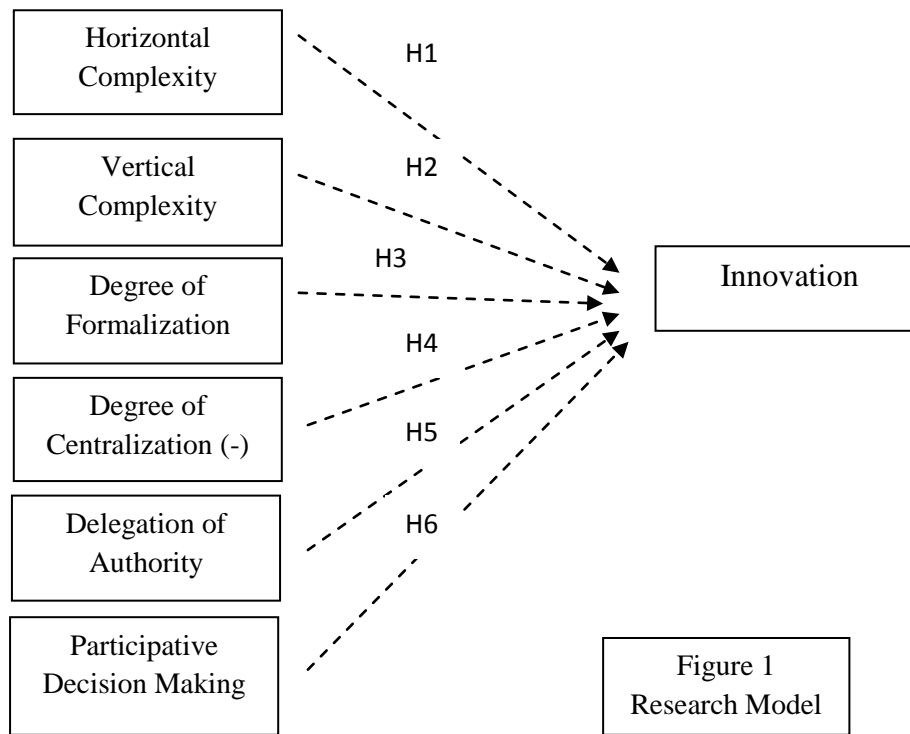 Horizontal
Complexity
H1
Vertical
Complexity
H2
Degree of
Formalization
H3
Innovation
Degree of
Centralization (-)
H4
Delegation of
Authority
H5
Participative
Decision Making
H6
Figure 1
Research Model